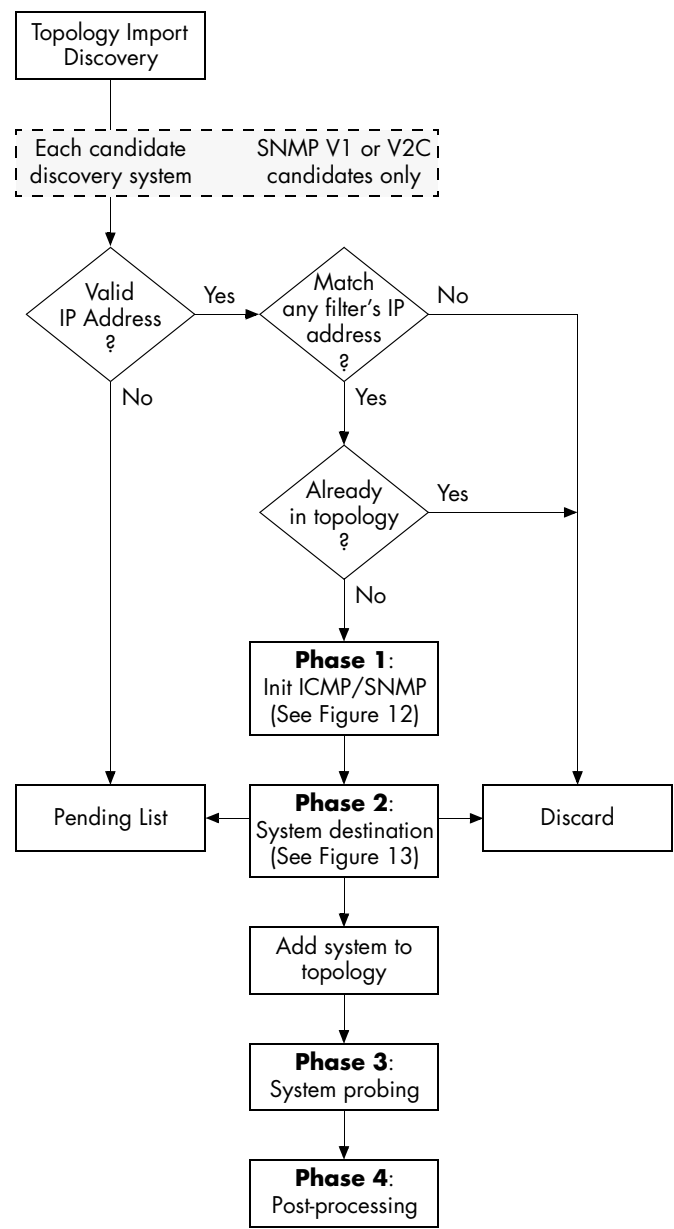 Topology Import
Discovery
Each candidate
discovery system
SNMP V1 or V2C
candidates only
Valid
IP Address
?
Yes
Match
any filter's IP
address
?
No
No
Yes
Already
in topology
?
Yes
No
Phase 1:
Init ICMP/SNMP
(See Figure 12)
Pending List
Phase 2:
System destination
(See Figure 13)
Discard
Add system to
topology
Phase 3:
System probing
Phase 4:
Post-processing